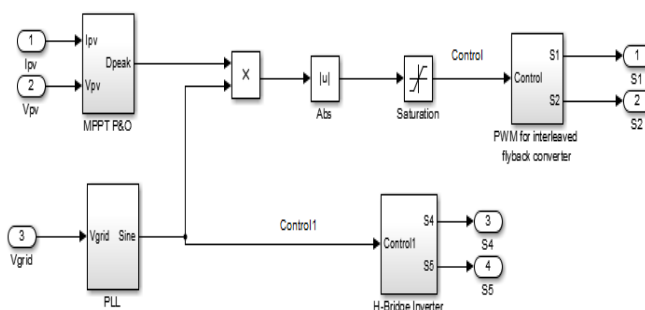 1
Ipv
2
Vpv
Ipv
Vpv
Dpeak
MPPT P&O
×
|u|
Abs
Saturation
Control
Control
S1
S2
PWM for interleaved
flyback converter
1
S1
2
S2
3
Vgrid
Vgrid
Sine
PLL
Control1
Control1
S4
S5
H-Bridge Inverter
3
S4
4
S5